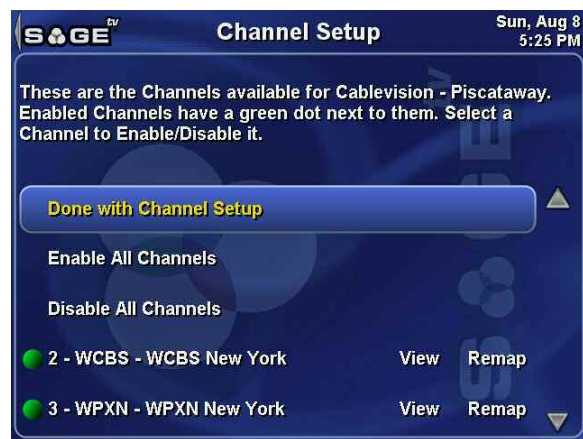 SAGE tv
Channel Setup
Sun, Aug 8
5:25 PM
These are the Channels available for Cablevision - Piscataway.
Enabled Channels have a green dot next to them. Select a
Channel to Enable/Disable it.
Done with Channel Setup
Enable All Channels
Disable All Channels
2 - WCBS - WCBS New York View Remap
3 - WPXN - WPXN New York View Remap
SAGE tv